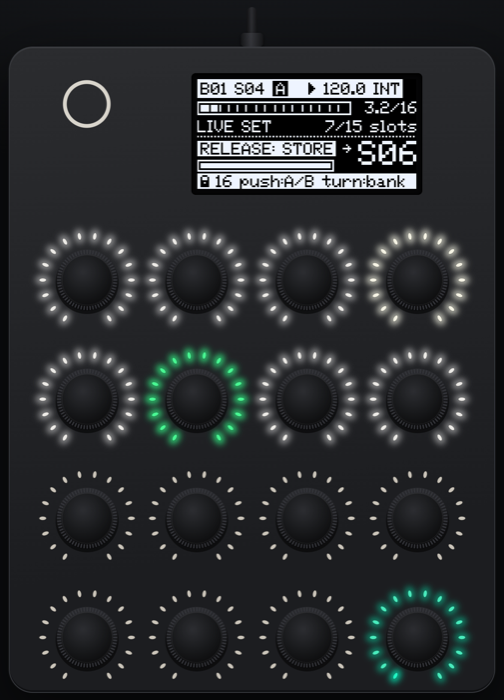 B01 S04 A ▶ 120.0 INT
3.2/16
LIVE SET 7/15 slots
RELEASE: STORE → S06
16 push:A/B turn:bank